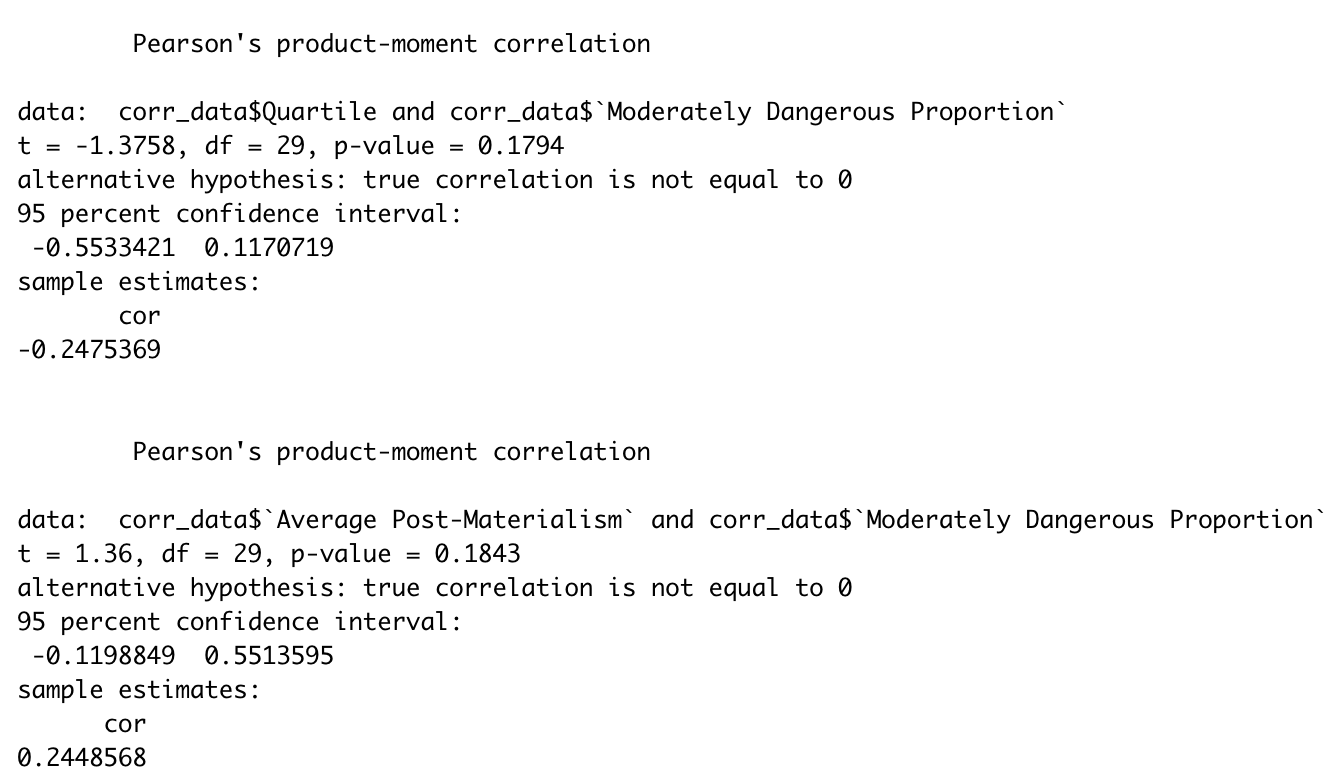 Pearson's product-moment correlation
data:  corr_data$Quartile and corr_data$`Moderately Dangerous Proportion`
t = -1.3758, df = 29, p-value = 0.1794
alternative hypothesis: true correlation is not equal to 0
95 percent confidence interval:
-0.5533421  0.1170719
sample estimates:
cor
-0.2475369
Pearson's product-moment correlation
data:  corr_data$`Average Post-Materialism` and corr_data$`Moderately Dangerous Proportion`
t = 1.36, df = 29, p-value = 0.1843
alternative hypothesis: true correlation is not equal to 0
95 percent confidence interval:
-0.1198849  0.5513595
sample estimates:
cor
0.2448568